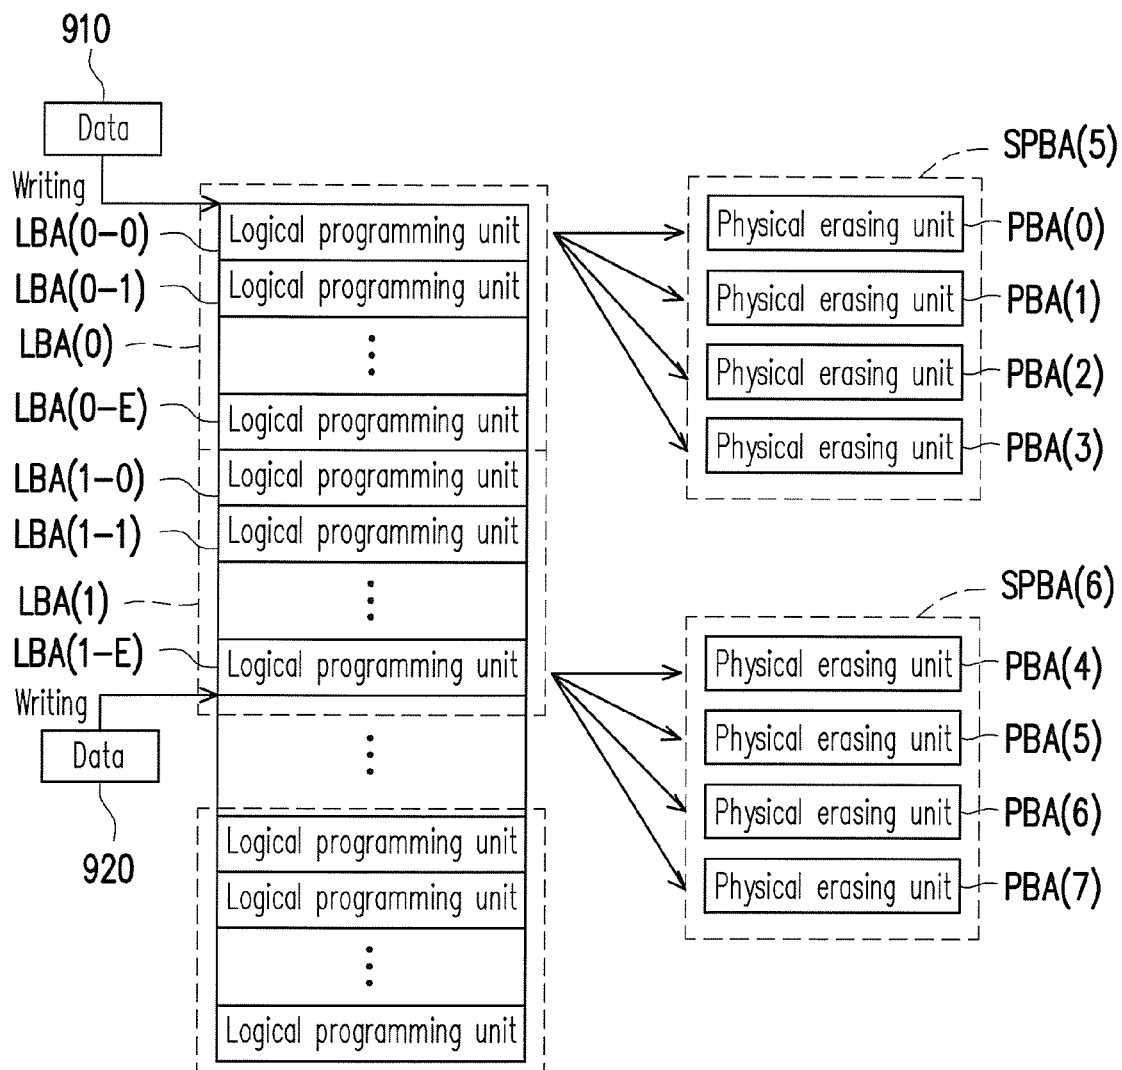 910
Data
Writing
LBA(0-0)
LBA(0-1)
LBA(0)
LBA(0-E)
LBA(1-0)
LBA(1-1)
LBA(1)
LBA(1-E)
Writing
Data
920
Logical programming unit
Logical programming unit
Logical programming unit
Logical programming unit
Logical programming unit
Logical programming unit
Logical programming unit
Logical programming unit
Logical programming unit
SPBA(5)
Physical erasing unit PBA(0)
Physical erasing unit PBA(1)
Physical erasing unit PBA(2)
Physical erasing unit PBA(3)
SPBA(6)
Physical erasing unit PBA(4)
Physical erasing unit PBA(5)
Physical erasing unit PBA(6)
Physical erasing unit PBA(7)